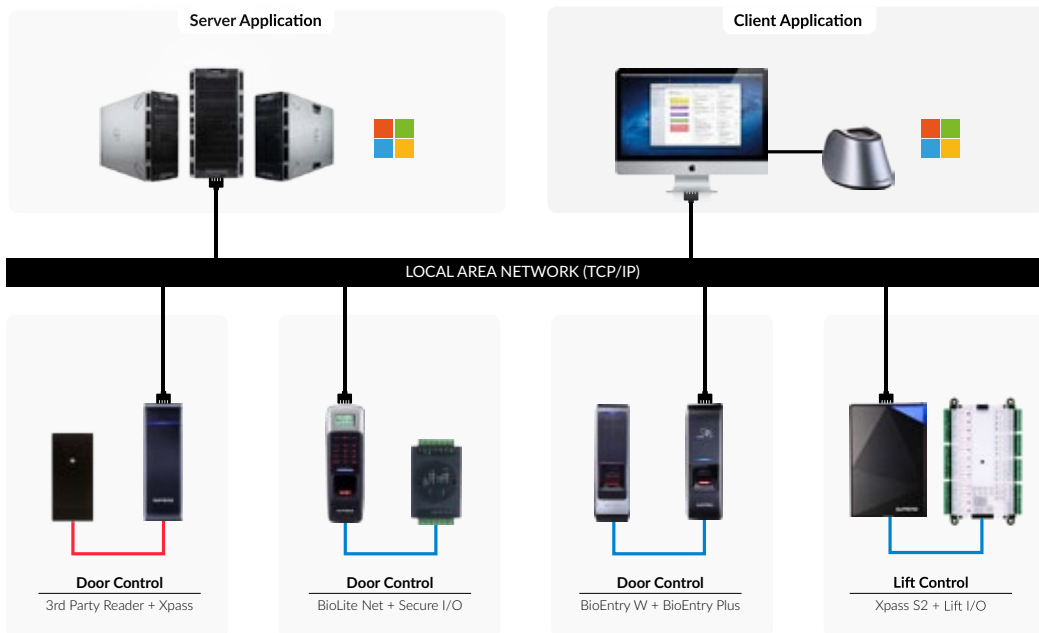 Server Application
Client Application
LOCAL AREA NETWORK (TCP/IP)
Door Control
3rd Party Reader + Xpass
Door Control
BioLite Net + Secure I/O
Door Control
BioEntry W + BioEntry Plus
Lift Control
Xpass S2 + Lift I/O